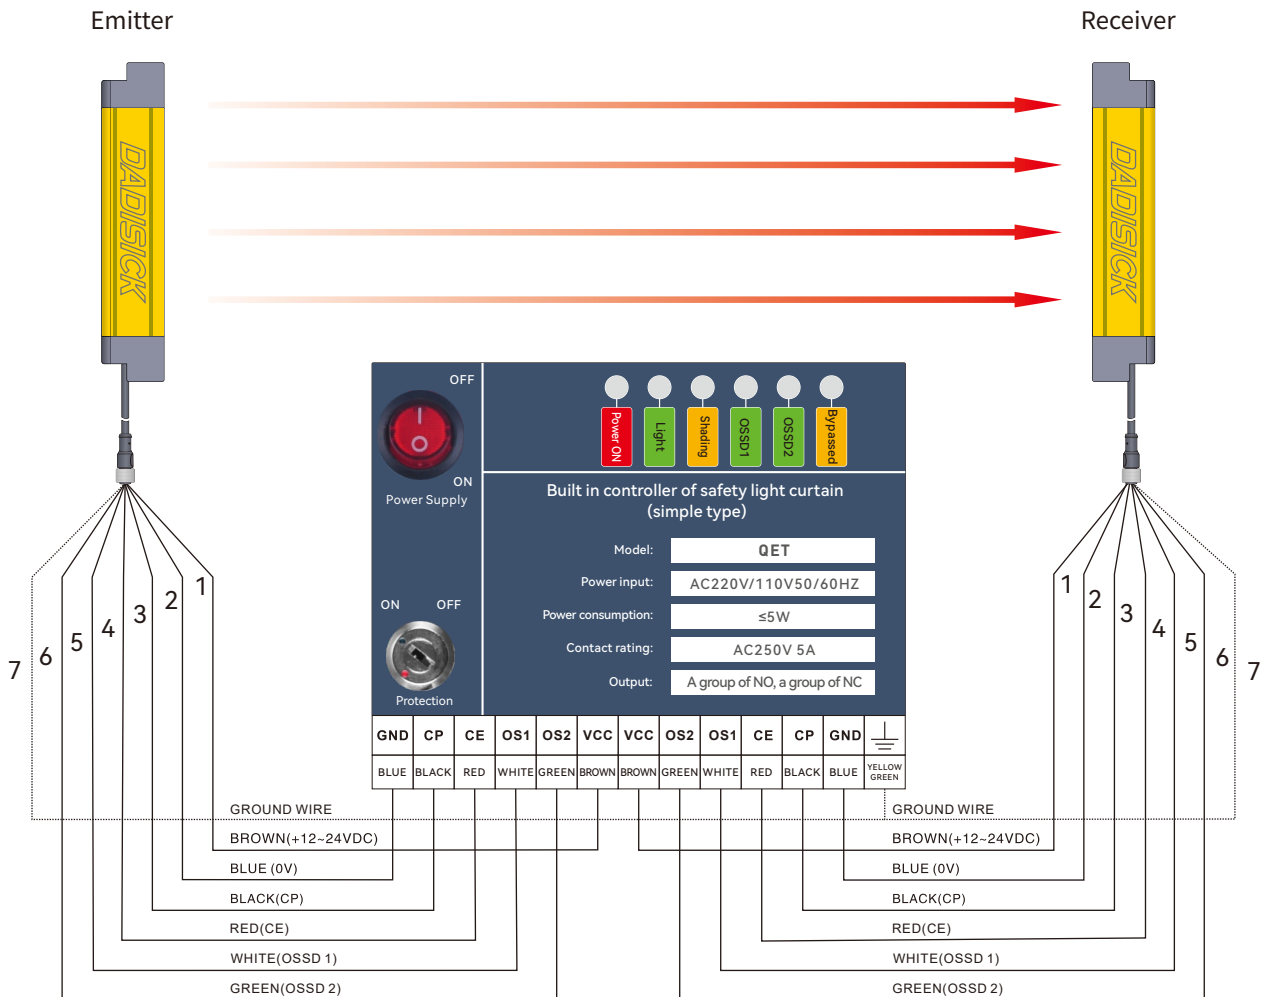 Emitter
Receiver
DADISICK
DADISICK
OFF
ON
Power Supply
Power ON
Light
Shading
OSSD1
OSSD2
Bypassed
Built in controller of safety light curtain
(simple type)
Model: QET
Power input: AC220V/110V50/60HZ
Power consumption: ≤5W
Contact rating: AC250V 5A
Output: A group of NO, a group of NC
ON OFF
Protection
GND CP CE OS1 OS2 VCC VCC OS2 OS1 CE CP GND
BLUE BLACK RED WHITE GREEN BROWN BROWN GREEN WHITE RED BLACK BLUE YELLOW GREEN
7 6 5 4 3 2 1
1 2 3 4 5 6 7
GROUND WIRE
BROWN(+12~24VDC)
BLUE (0V)
BLACK(CP)
RED(CE)
WHITE(OSSD 1)
GREEN(OSSD 2)
GROUND WIRE
BROWN(+12~24VDC)
BLUE (0V)
BLACK(CP)
RED(CE)
WHITE(OSSD 1)
GREEN(OSSD 2)